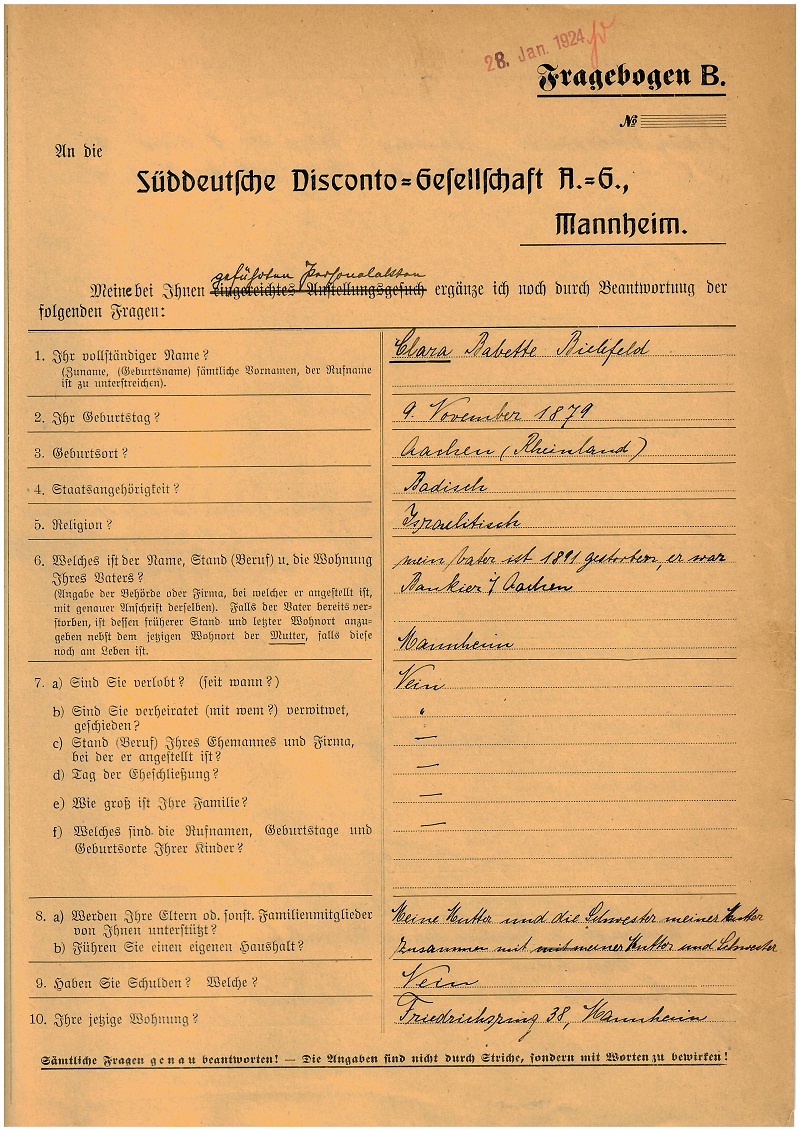 28. Jan. 1924
Fragebogen B.
№
An die
Süddeutsche Disconto=Gesellschaft A.=G.,
Mannheim.
geführten Personalakten
Meine bei Ihnen eingereichtes Anstellungsgesuch ergänze ich noch durch Beantwortung der
folgenden Fragen:
1. Ihr vollständiger Name?
(Zuname, (Geburtsname) sämtliche Vornamen, der Rufname
ist zu unterstreichen).
Clara Babette Bielefeld
2. Ihr Geburtstag?
9. November 1879
3. Geburtsort?
Aachen (Rheinland)
4. Staatsangehörigkeit?
Badisch
5. Religion?
Israelitisch
6. Welches ist der Name, Stand (Beruf) u. die Wohnung
Ihres Vaters?
(Angabe der Behörde oder Firma, bei welcher er angestellt ist,
mit genauer Anschrift derselben). Falls der Vater bereits ver-
storben, ist dessen früherer Stand und letzter Wohnort anzu-
geben nebst dem jetzigen Wohnort der Mutter, falls diese
noch am Leben ist.
mein Vater ist 1891 gestorben, er war
Bankier i/ Aachen
Mannheim
7. a) Sind Sie verlobt? (seit wann?)
Nein
b) Sind Sie verheiratet (mit wem?) verwitwet,
geschieden?
"
c) Stand (Beruf) Ihres Ehemannes und Firma,
bei der er angestellt ist?
—
d) Tag der Eheschließung?
—
e) Wie groß ist Ihre Familie?
—
f) Welches sind die Rufnamen, Geburtstage und
Geburtsorte Ihrer Kinder?
—
8. a) Werden Ihre Eltern od. sonst. Familienmitglieder
von Ihnen unterstützt?
Meine Mutter und die Schwester meiner Mutter
b) Führen Sie einen eigenen Haushalt?
Zusammen mit mit meiner Mutter und Schwester
9. Haben Sie Schulden? Welche?
Nein
10. Ihre jetzige Wohnung?
Friedrichsring 38, Mannheim
Sämtliche Fragen genau beantworten! — Die Angaben sind nicht durch Striche, sondern mit Worten zu bewirken!